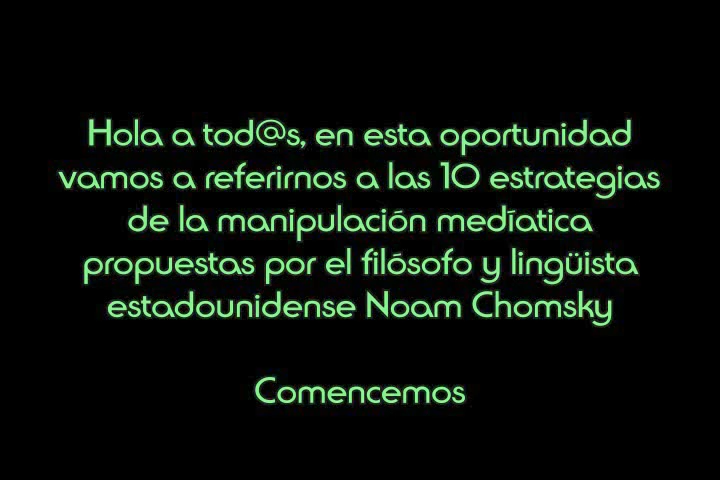 Hola a tod@s, en esta oportunidad
vamos a referirnos a las 10 estrategias
de la manipulación medíatica
propuestas por el filósofo y lingüista
estadounidense Noam Chomsky
Comencemos